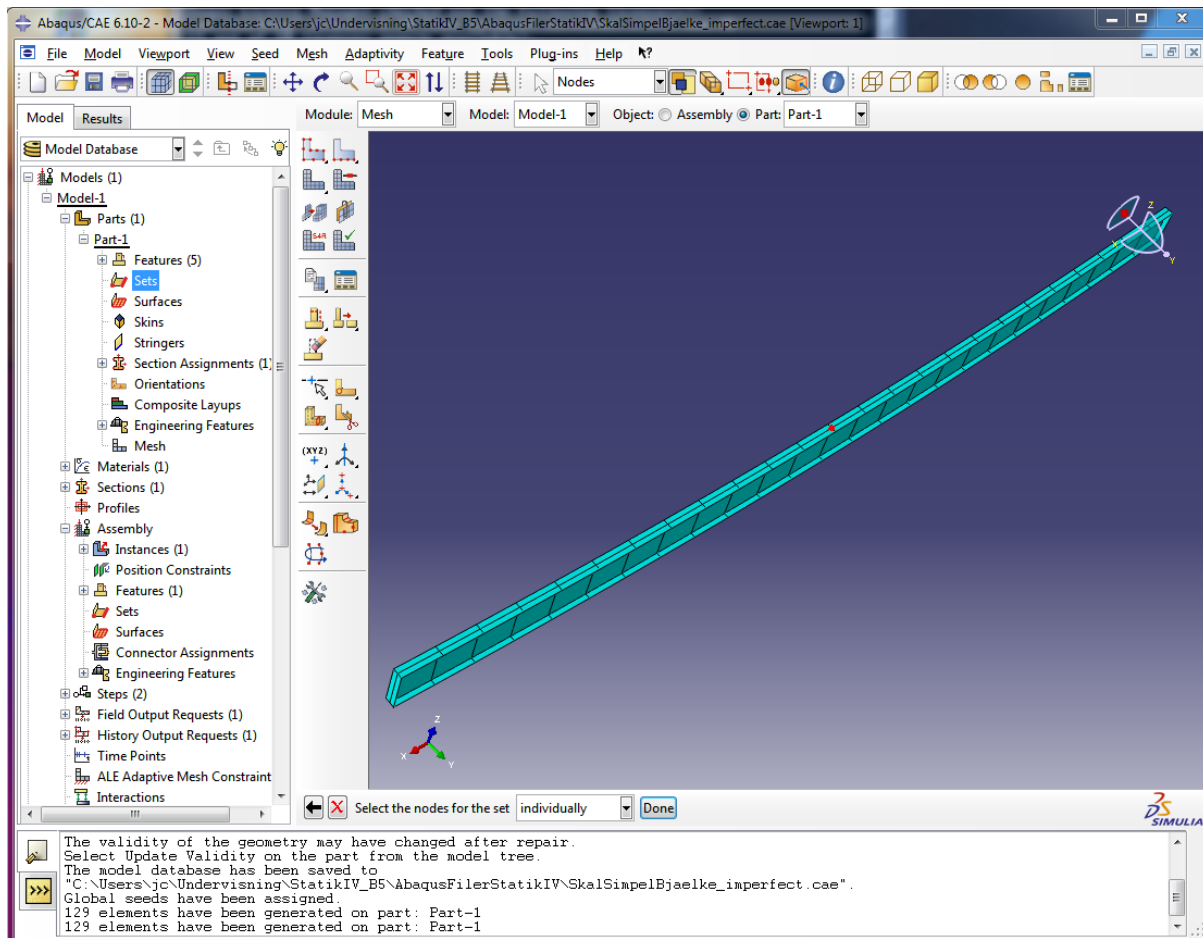 Abaqus/CAE 6.10-2 - Model Database: C:\Users\jc\Undervisning\StatikIV_B5\AbaqusFilerStatikIV\SkalSimpelBjaelke_imperfect.cae [Viewport: 1]
File Model Viewport View Seed Mesh Adaptivity Feature Tools Plug-ins Help
Nodes
Model Results
Module: Mesh Model: Model-1 Object: Assembly Part: Part-1
Model Database
Models (1)
Model-1
Parts (1)
Part-1
Features (5)
Sets
Surfaces
Skins
Stringers
Section Assignments (1)
Orientations
Composite Layups
Engineering Features
Mesh
Materials (1)
Sections (1)
Profiles
Assembly
Instances (1)
Position Constraints
Features (1)
Sets
Surfaces
Connector Assignments
Engineering Features
Steps (2)
Field Output Requests (1)
History Output Requests (1)
Time Points
ALE Adaptive Mesh Constraint
Interactions
S4R
(XYZ)
Z
X
Y
Z
X
Y
Select the nodes for the set individually Done
SIMULIA
The validity of the geometry may have changed after repair.
Select Update Validity on the part from the model tree.
The model database has been saved to
"C:\Users\jc\Undervisning\StatikIV_B5\AbaqusFilerStatikIV\SkalSimpelBjaelke_imperfect.cae".
Global seeds have been assigned.
129 elements have been generated on part: Part-1
129 elements have been generated on part: Part-1
>>>